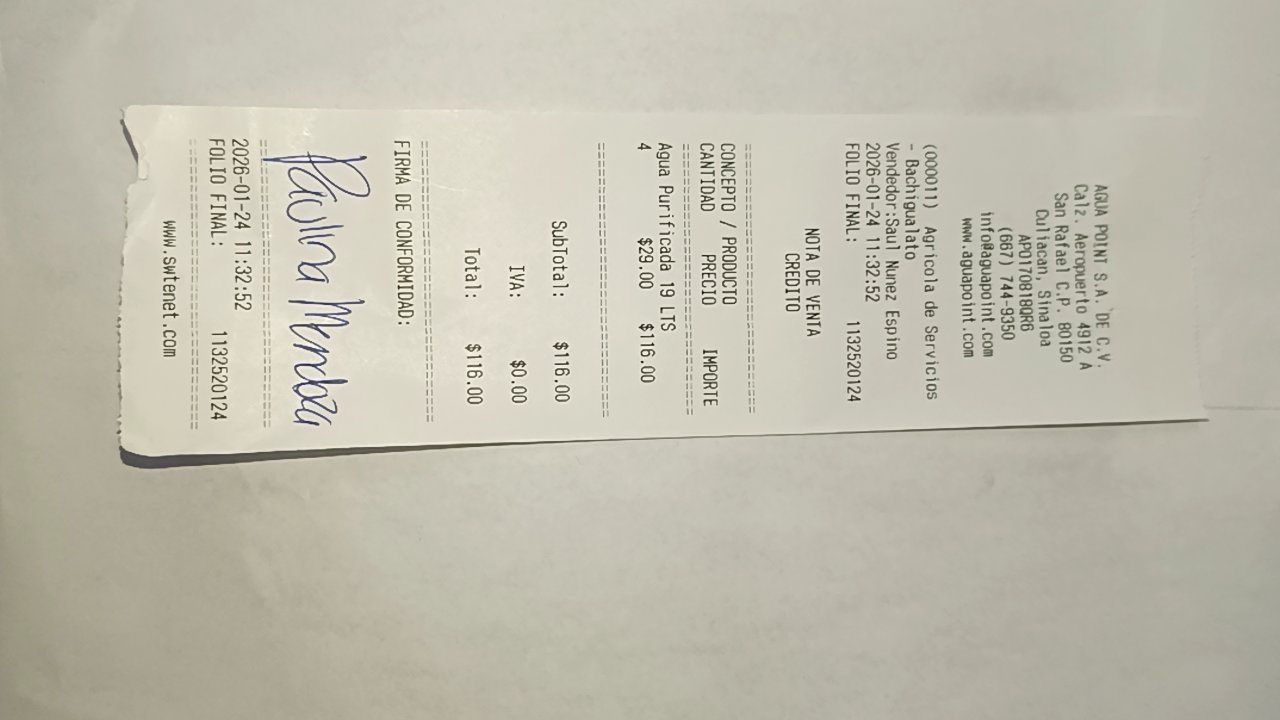 AGUA POINT S.A. DE C.V.
Calz. Aeropuerto 4912 A
San Rafael C.P. 80150
Culiacan, Sinaloa
APO170818QR6
(667) 744-9350
info@aguapoint.com
www.aguapoint.com
(000011) Agricola de Servicios
- Bachigualato
Vendedor:Saul Nunez Espino
2026-01-24 11:32:52
FOLIO FINAL: 1132520124
NOTA DE VENTA
CREDITO
==============================
CONCEPTO / PRODUCTO
CANTIDAD PRECIO IMPORTE
==============================
Agua Purificada 19 LTS
4 $29.00 $116.00
==============================
SubTotal: $116.00
IVA: $0.00
Total: $116.00
==============================
FIRMA DE CONFORMIDAD:
Paulina Mendoza
==============================
2026-01-24 11:32:52
FOLIO FINAL: 1132520124
==============================
www.swtenet.com